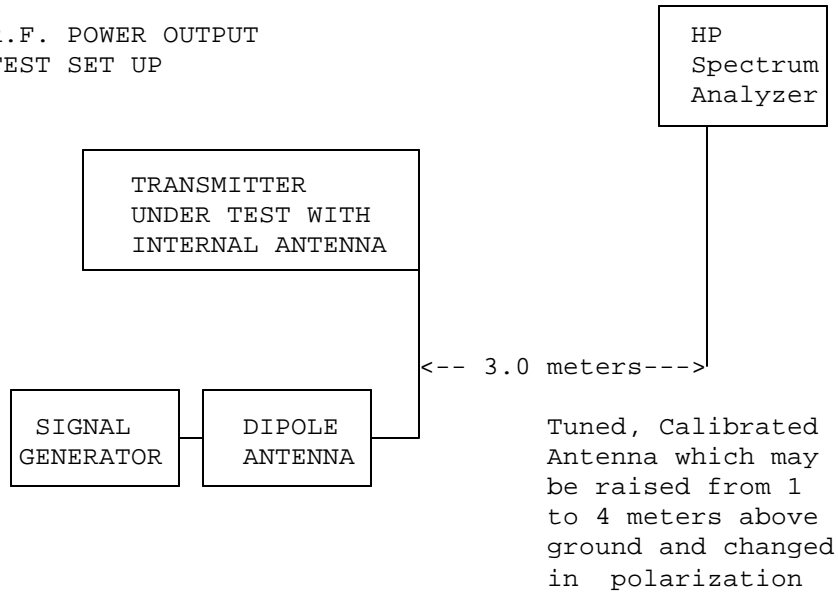 R.F. POWER OUTPUT
TEST SET UP
HP
Spectrum
Analyzer
TRANSMITTER
UNDER TEST WITH
INTERNAL ANTENNA
<-- 3.0 meters--->
SIGNAL
GENERATOR
DIPOLE
ANTENNA
Tuned, Calibrated
Antenna which may
be raised from 1
to 4 meters above
ground and changed
in polarization